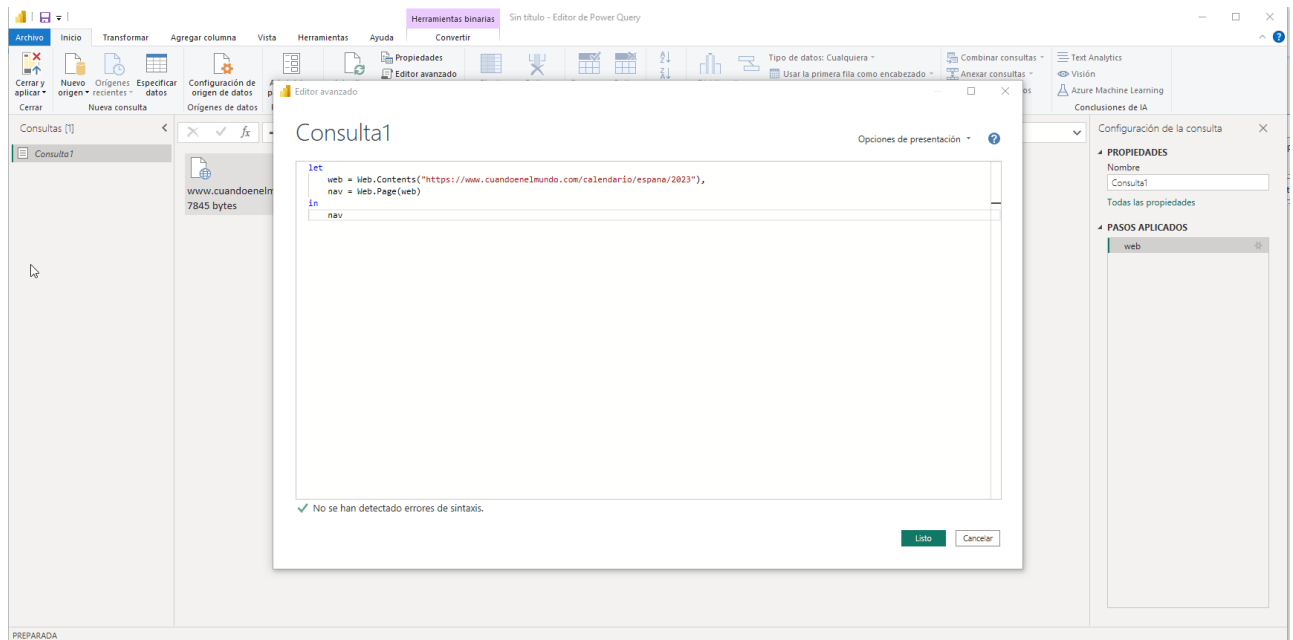 Herramientas binarias Sin título - Editor de Power Query
Archivo Inicio Transformar Agregar columna Vista Herramientas Ayuda Convertir
Cerrar y aplicar
Nuevo origen
Orígenes recientes
Especificar datos
Configuración de origen de datos
Propiedades
Editor avanzado
Tipo de datos: Cualquiera
Usar la primera fila como encabezado
Combinar consultas
Anexar consultas
Text Analytics
Visión
Azure Machine Learning
Cerrar
Nueva consulta
Orígenes de datos
Conclusiones de IA
Consultas [1]
Consulta1
fx
www.cuandoenelm
7845 bytes
Editor avanzado
Consulta1
Opciones de presentación
let
web = Web.Contents("https://www.cuandoenelmundo.com/calendario/espana/2023"),
nav = Web.Page(web)
in
nav
No se han detectado errores de sintaxis.
Listo Cancelar
Configuración de la consulta
PROPIEDADES
Nombre
Consulta1
Todas las propiedades
PASOS APLICADOS
web
PREPARADA